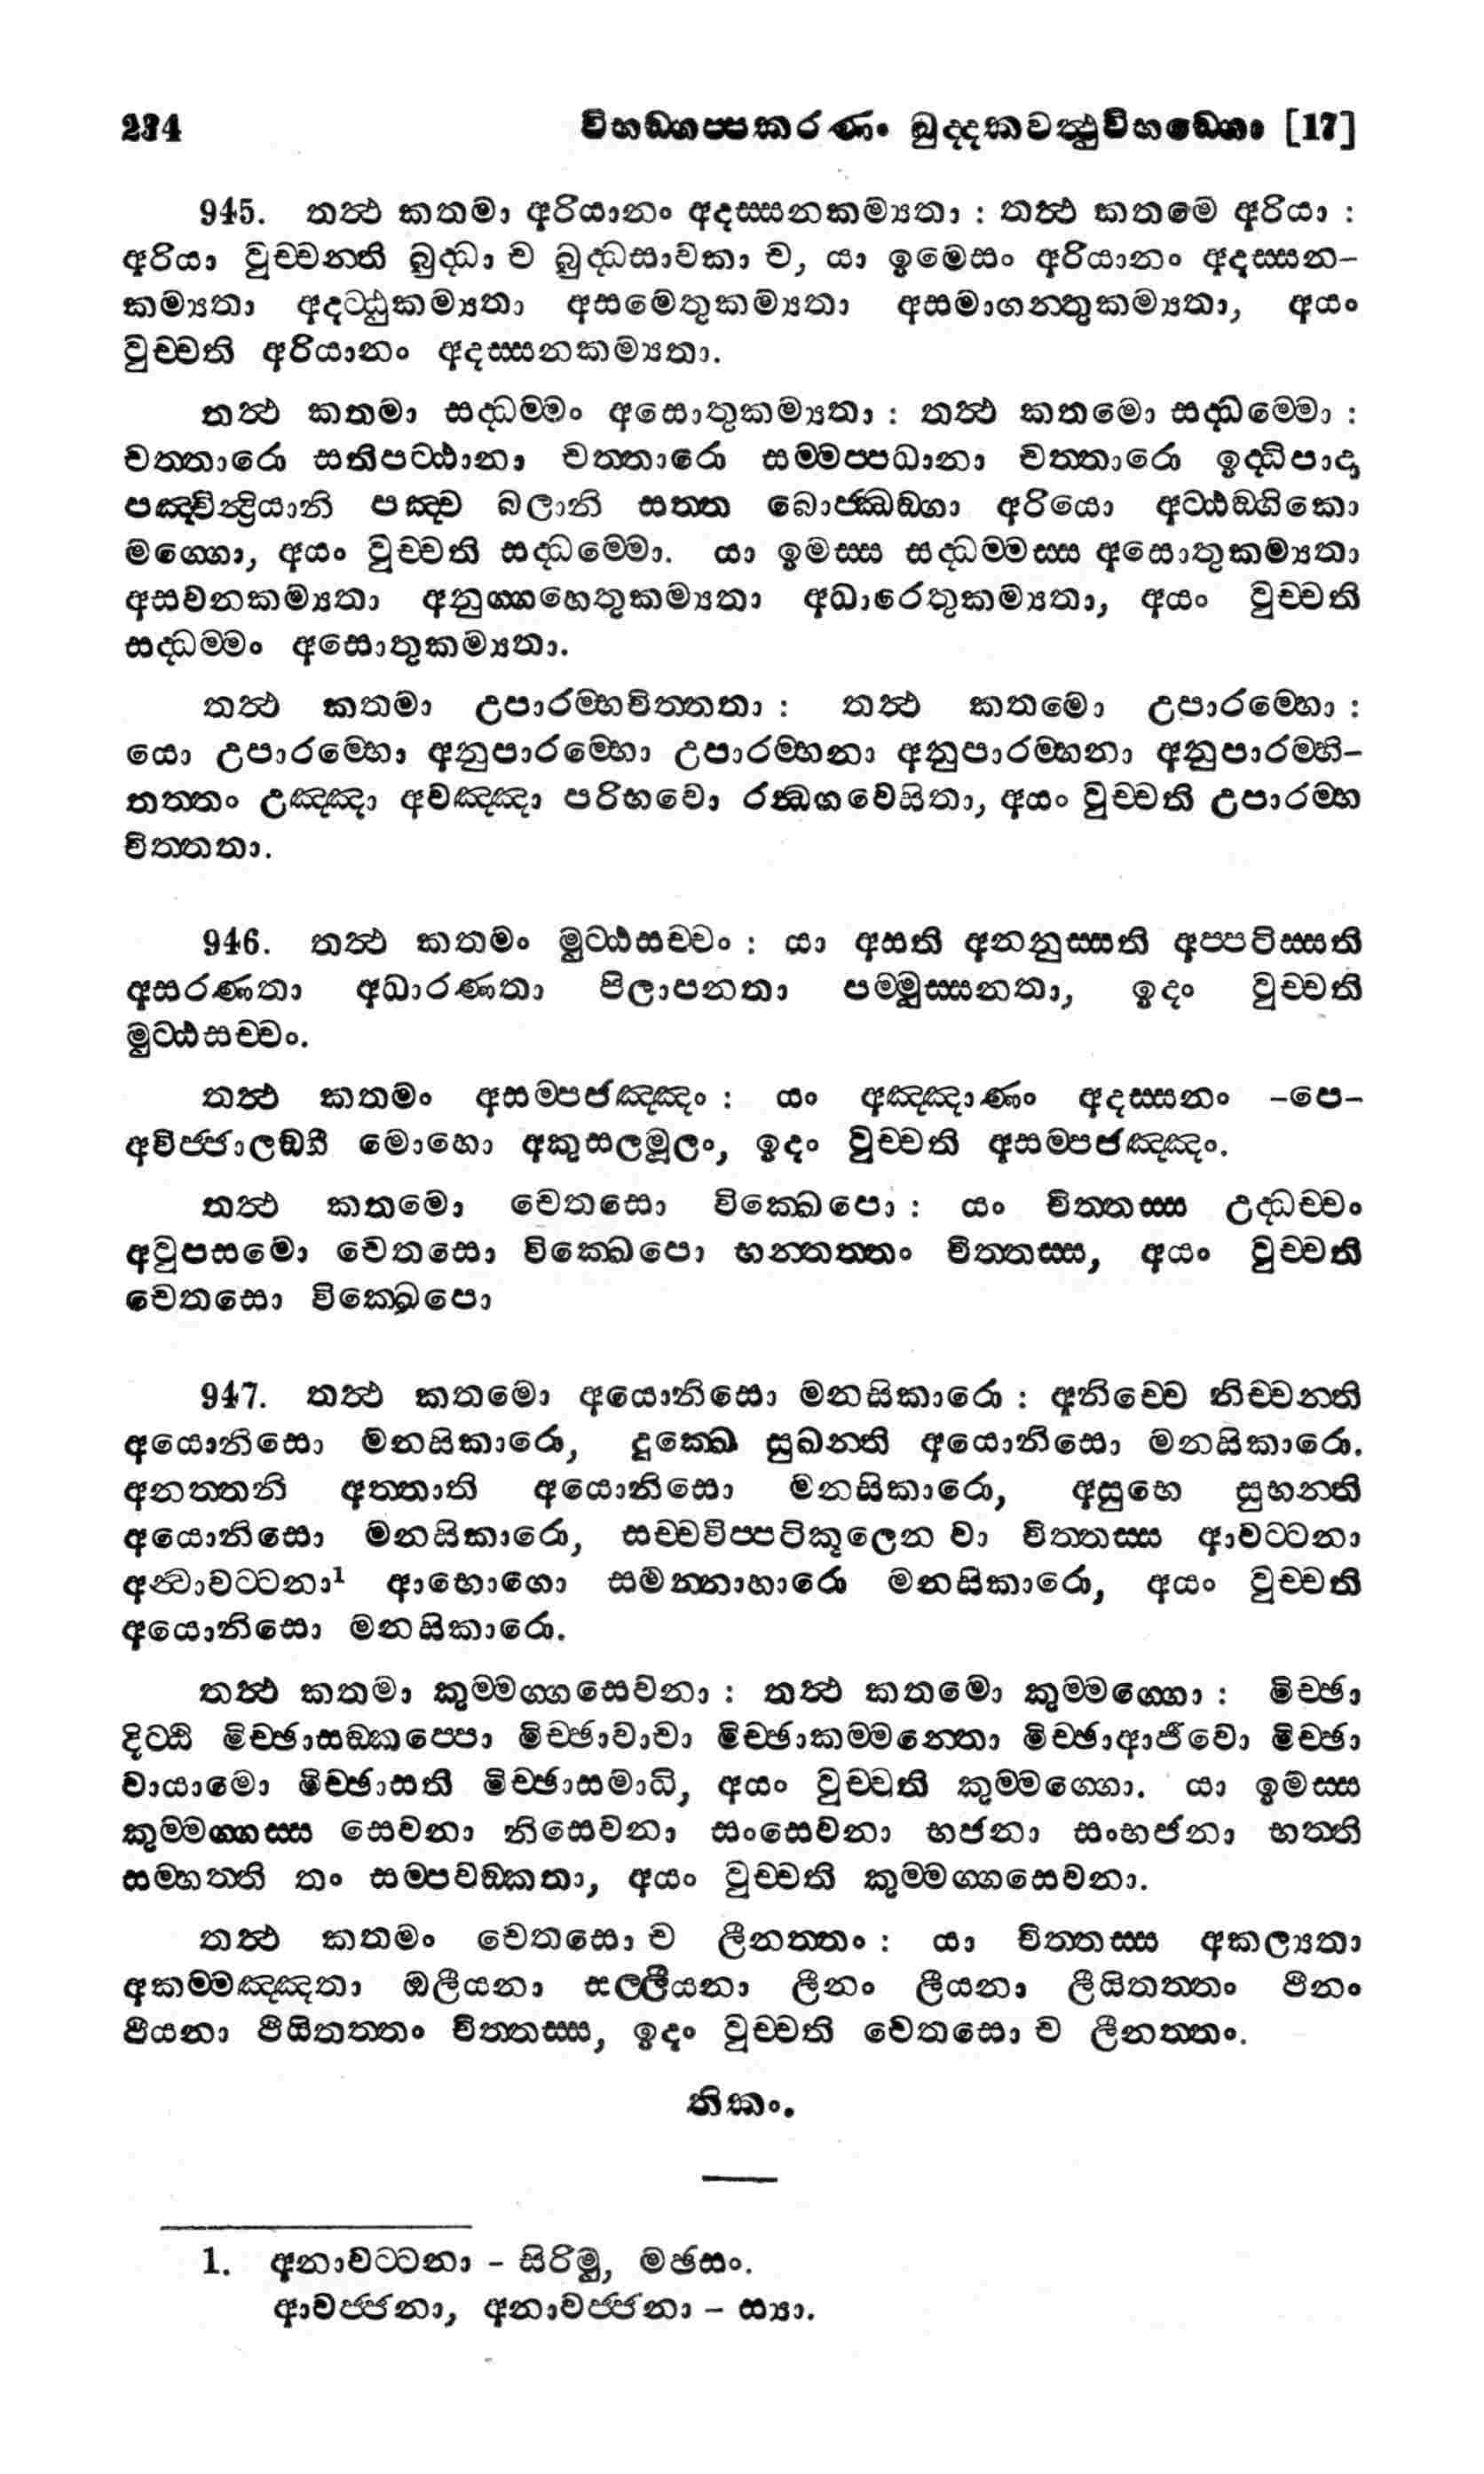 234 විභඞ්ගප්පකරණං ඛුද්දකවත්ථුවිභඞ්ගො [17]
945. තත්ථ කතමා අරියානං අදස්සනකම්‍යතා : තත්ථ කතමෙ අරියා :
අරියා වුච්චන්ති බුද්ධා ච බුද්ධසාවකා ච, යා ඉමෙසං අරියානං අදස්සන-
කම්‍යතා අදට්ඨුකම්‍යතා අසමෙතුකම්‍යතා අසමාගන්තුකම්‍යතා, අයං
වුච්චති අරියානං අදස්සනකම්‍යතා.
තත්ථ කතමා සද්ධම්මං අසොතුකම්‍යතා : තත්ථ කතමො සද්ධම්මො :
චත්තාරො සතිපට්ඨානා චත්තාරො සම්මප්පධානා චත්තාරො ඉද්ධිපාදා
පඤ්චින්ද්‍රියානි පඤ්ච බලානි සත්ත බොජ්ඣඞ්ගා අරියො අට්ඨඞ්ගිකො
මග්ගො, අයං වුච්චති සද්ධම්මො. යා ඉමස්ස සද්ධම්මස්ස අසොතුකම්‍යතා
අසවනකම්‍යතා අනුග්ගහෙතුකම්‍යතා අධාරෙතුකම්‍යතා, අයං වුච්චති
සද්ධම්මං අසොතුකම්‍යතා.
තත්ථ කතමා උපාරම්භචිත්තතා : තත්ථ කතමො උපාරම්භො :
යො උපාරම්භො අනුපාරම්භො උපාරම්භනා අනුපාරම්භනා අනුපාරම්භි-
තත්තං උඤ්ඤා අවඤ්ඤා පරිභවො රන්ධගවෙසිතා, අයං වුච්චති උපාරම්භ
චිත්තතා.
946. තත්ථ කතමං මුට්ඨසච්චං : යා අසති අනනුස්සති අප්පටිස්සති
අසරණතා අධාරණතා පිලාපනතා පම්මුස්සනතා, ඉදං වුච්චති
මුට්ඨසච්චං.
තත්ථ කතමං අසම්පජඤ්ඤං : යං අඤ්ඤාණං අදස්සනං -පෙ-
අවිජ්ජාලඞ්ගී මොහො අකුසලමූලං, ඉදං වුච්චති අසම්පජඤ්ඤං.
තත්ථ කතමො චෙතසො වික්ඛෙපො : යං චිත්තස්ස උද්ධච්චං
අවූපසමො චෙතසො වික්ඛෙපො භන්තත්තං චිත්තස්ස, අයං වුච්චති
චෙතසො වික්ඛෙපො
947. තත්ථ කතමො අයොනිසො මනසිකාරො : අනිච්චෙ නිච්චන්ති
අයොනිසො මනසිකාරො, දුක්ඛෙ සුඛන්ති අයොනිසො මනසිකාරො.
අනත්තනි අත්තාති අයොනිසො මනසිකාරො, අසුභෙ සුභන්ති
අයොනිසො මනසිකාරො, සච්චවිප්පටිකූලෙන වා චිත්තස්ස ආවට්ටනා
අන්වාවට්ටනා¹ ආභොගො සමන්නාහාරො මනසිකාරො, අයං වුච්චති
අයොනිසො මනසිකාරො.
තත්ථ කතමා කුම්මග්ගසෙවනා : තත්ථ කතමො කුම්මග්ගො : මිච්ඡා
දිට්ඨි මිච්ඡාසඞ්කප්පො මිච්ඡාවාචා මිච්ඡාකම්මන්තො මිච්ඡාආජීවො මිච්ඡා
වායාමො මිච්ඡාසති මිච්ඡාසමාධි, අයං වුච්චති කුම්මග්ගො. යා ඉමස්ස
කුම්මග්ගස්ස සෙවනා නිසෙවනා සංසෙවනා භජනා සංභජනා භත්ති
සම්භත්ති තං සම්පවඞ්කතා, අයං වුච්චති කුම්මග්ගසෙවනා.
තත්ථ කතමං චෙතසො ච ලීනත්තං : යා චිත්තස්ස අකල්‍යතා
අකම්මඤ්ඤතා ඔලීයනා සල්ලීයනා ලීනං ලීයනා ලීයිතත්තං ථීනං
ථීයනා ථීයිතත්තං චිත්තස්ස, ඉදං වුච්චති චෙතසො ච ලීනත්තං.
තිකං.
1. අනාවට්ටනා - සිරිමු, මඡසං.
ආවජ්ජනා, අනාවජ්ජනා - ස්‍යා.